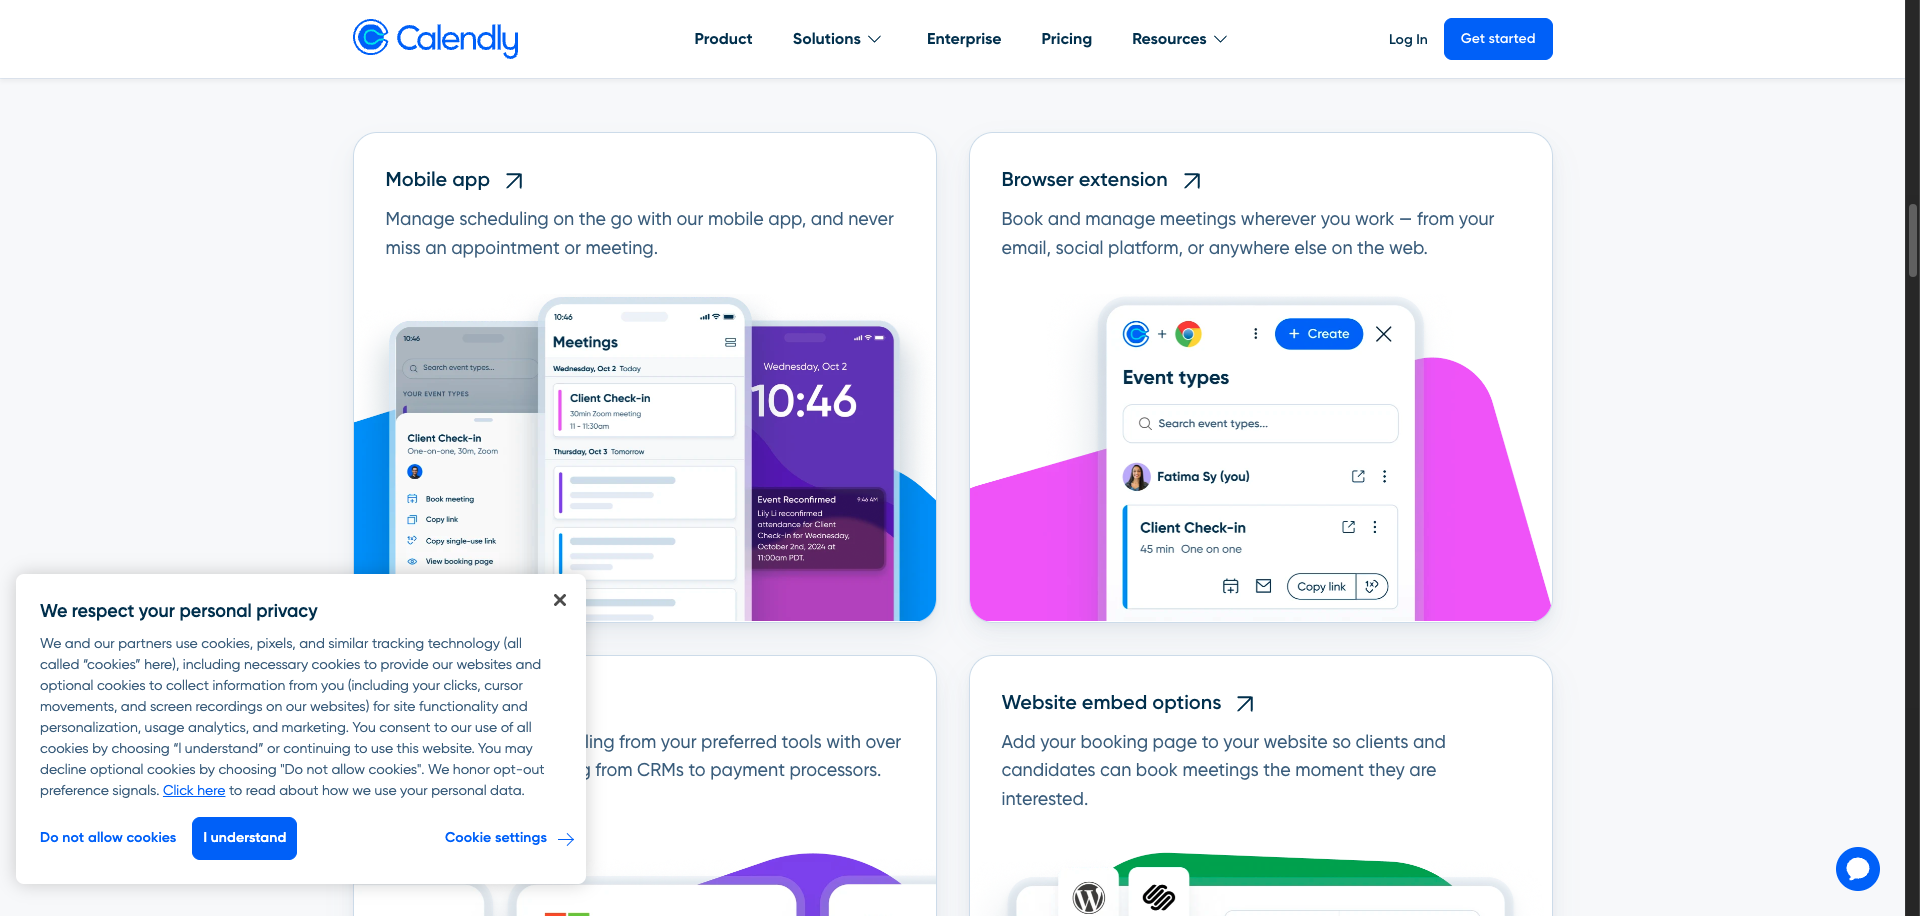 Calendly
Product
Solutions
Enterprise
Pricing
Resources
Log In
Get started
Mobile app
Manage scheduling on the go with our mobile app, and never
miss an appointment or meeting.
10:46
Search event types...
YOUR EVENT TYPES
Client Check-in
One-on-one, 30m, Zoom
Book meeting
Copy link
Copy single-use link
View booking page
10:46
Meetings
Wednesday, Oct 2 Today
Client Check-in
30min Zoom meeting
11 - 11:30am
Thursday, Oct 3 Tomorrow
Wednesday, Oct 2
10:46
Event Reconfirmed 9:46 AM
Lily Li reconfirmed
attendance for Client
Check-in for Wednesday,
October 2nd, 2024 at
11:00am PDT.
Browser extension
Book and manage meetings wherever you work — from your
email, social platform, or anywhere else on the web.
+
+ Create
Event types
Search event types...
Fatima Sy (you)
Client Check-in
45 min One on one
Copy link
1x
ling from your preferred tools with over
from CRMs to payment processors.
Website embed options
Add your booking page to your website so clients and
candidates can book meetings the moment they are
interested.
We respect your personal privacy
We and our partners use cookies, pixels, and similar tracking technology (all
called “cookies” here), including necessary cookies to provide our websites and
optional cookies to collect information from you (including your clicks, cursor
movements, and screen recordings on our websites) for site functionality and
personalization, usage analytics, and marketing. You consent to our use of all
cookies by choosing “I understand” or continuing to use this website. You may
decline optional cookies by choosing "Do not allow cookies". We honor opt-out
preference signals. Click here to read about how we use your personal data.
Do not allow cookies
I understand
Cookie settings